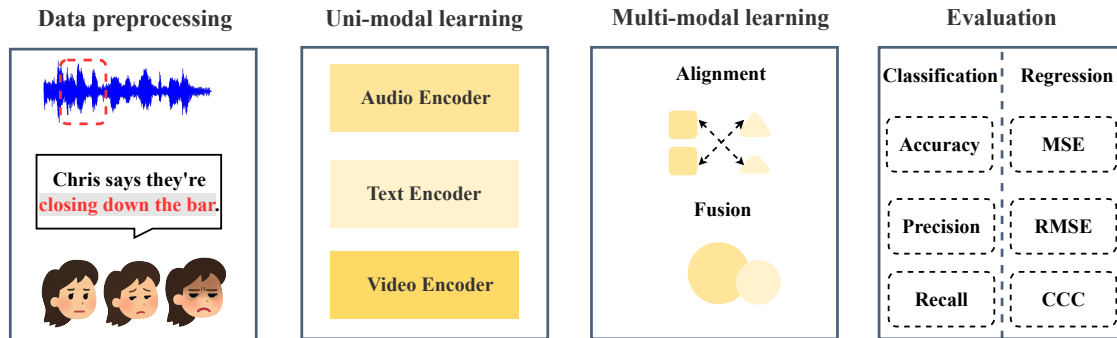 Data preprocessing
Uni-modal learning
Multi-modal learning
Evaluation
Chris says they're
closing down the bar.
Audio Encoder
Text Encoder
Video Encoder
Alignment
Fusion
Classification
Regression
Accuracy
MSE
Precision
RMSE
Recall
CCC